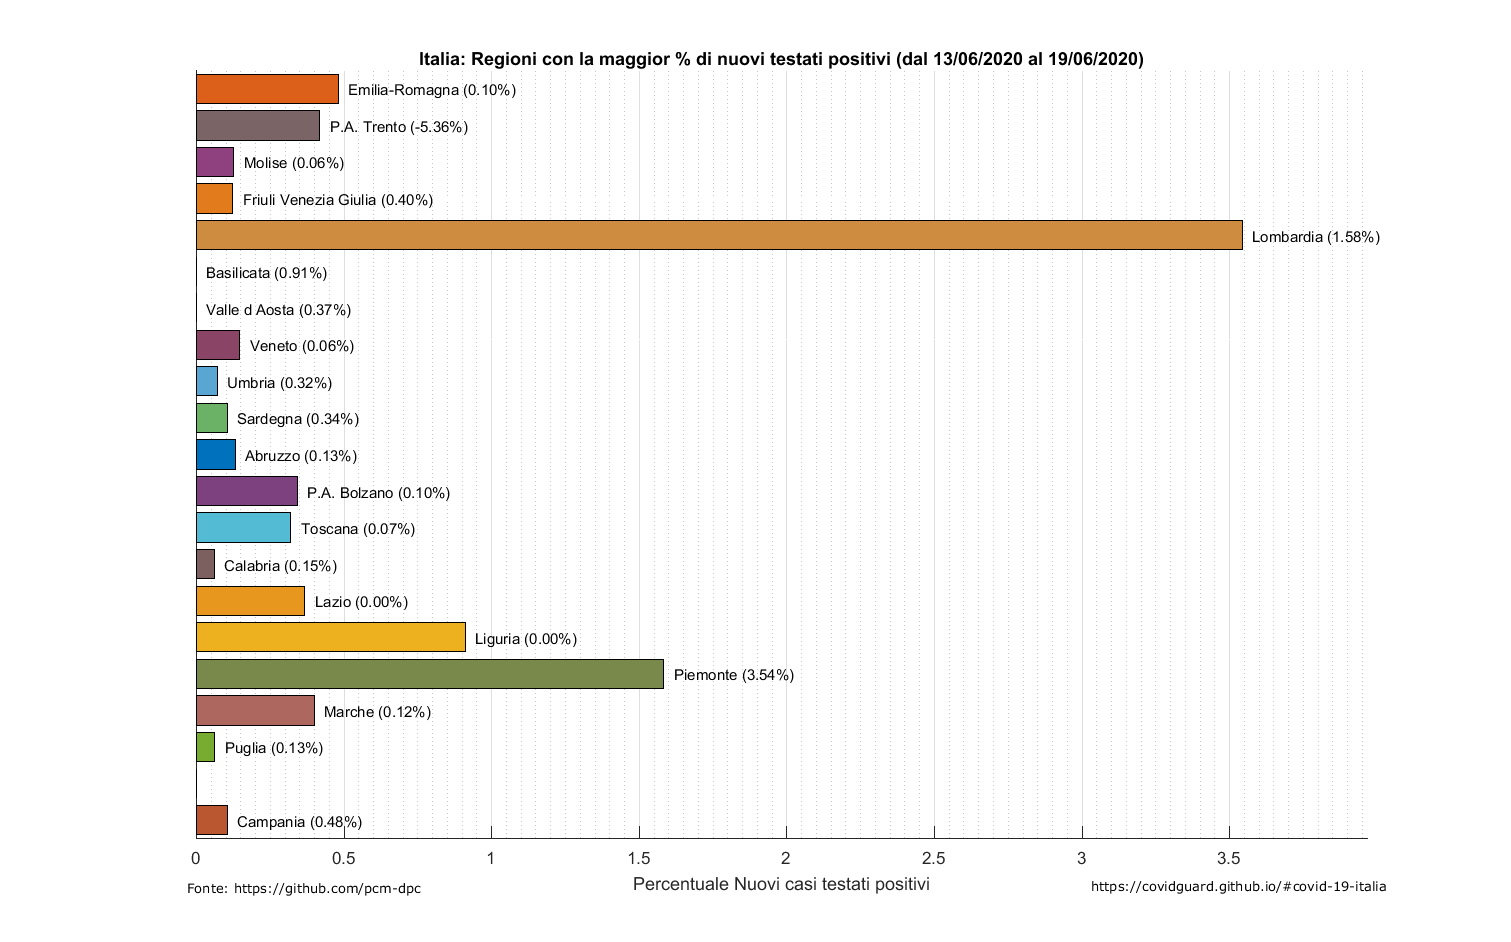 Italia: Regioni con la maggior % di nuovi testati positivi (dal 13/06/2020 al 19/06/2020)
Emilia-Romagna (0.10%)
P.A. Trento (-5.36%)
Molise (0.06%)
Friuli Venezia Giulia (0.40%)
Lombardia (1.58%)
Basilicata (0.91%)
Valle d Aosta (0.37%)
Veneto (0.06%)
Umbria (0.32%)
Sardegna (0.34%)
Abruzzo (0.13%)
P.A. Bolzano (0.10%)
Toscana (0.07%)
Calabria (0.15%)
Lazio (0.00%)
Liguria (0.00%)
Piemonte (3.54%)
Marche (0.12%)
Puglia (0.13%)
Campania (0.48%)
0 0.5 1 1.5 2 2.5 3 3.5
Percentuale Nuovi casi testati positivi
Fonte: https://github.com/pcm-dpc
https://covidguard.github.io/#covid-19-italia